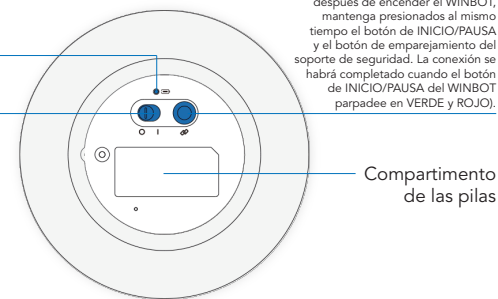 después de encender el WINBOT,
mantenga presionados al mismo
tiempo el botón de INICIO/PAUSA
y el botón de emparejamiento del
soporte de seguridad. La conexión se
habrá completado cuando el botón
de INICIO/PAUSA del WINBOT
parpadee en VERDE y ROJO).
Compartimento
de las pilas